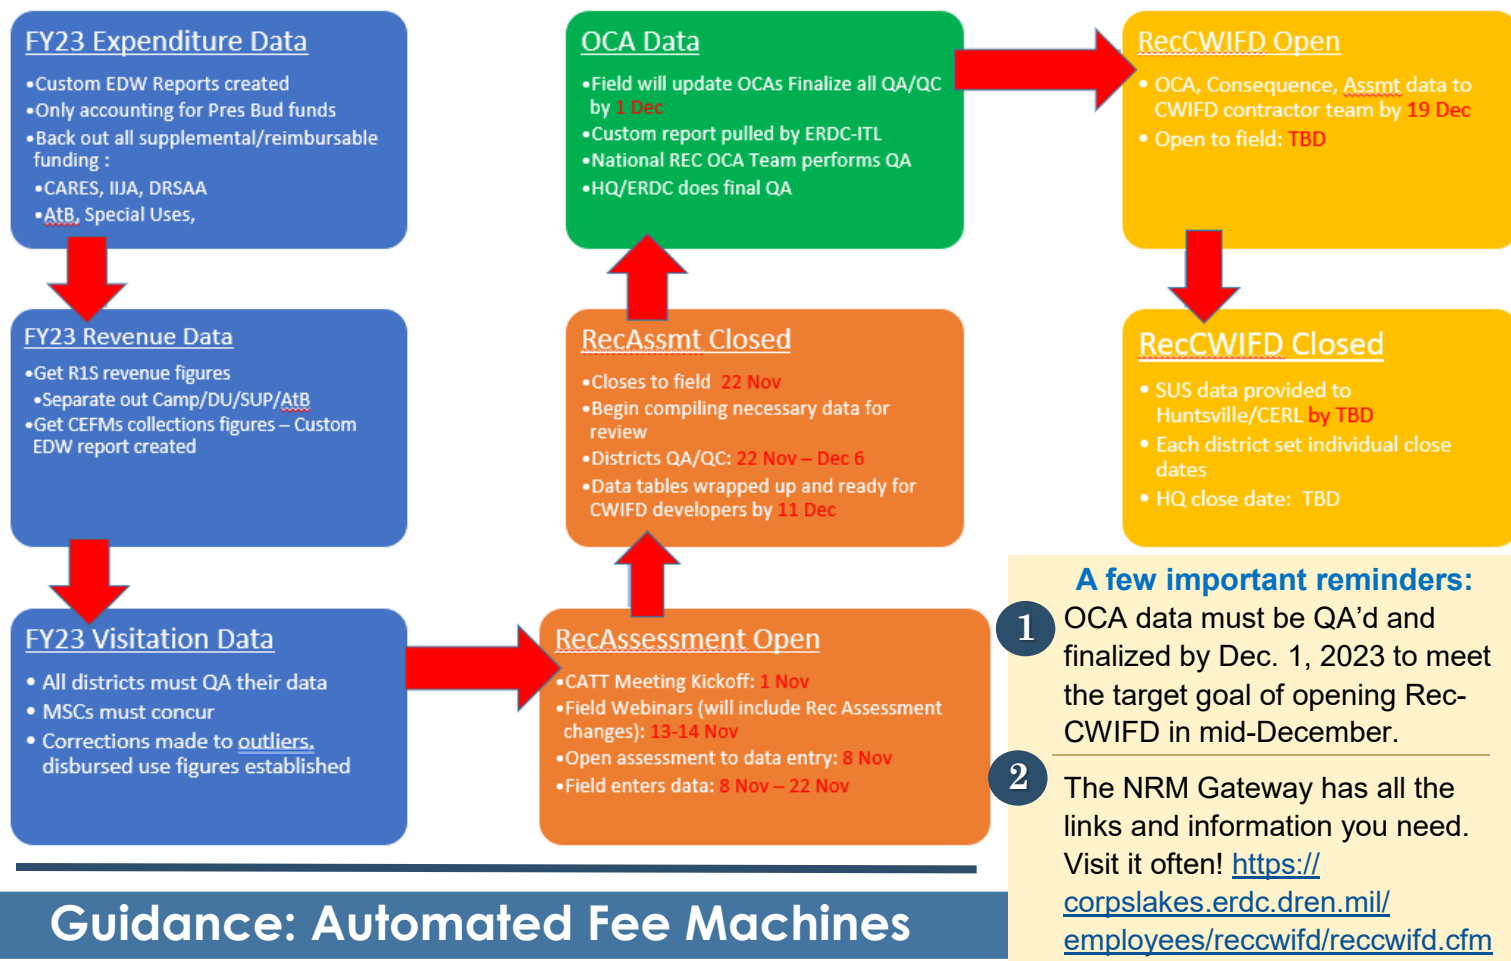 FY23 Expenditure Data
•Custom EDW Reports created
•Only accounting for Pres Bud funds
•Back out all supplemental/reimbursable
funding :
•CARES, IIJA, DRSAA
•AtB, Special Uses,
FY23 Revenue Data
•Get R1S revenue figures
•Separate out Camp/DU/SUP/AtB
•Get CEFMs collections figures – Custom
EDW report created
FY23 Visitation Data
• All districts must QA their data
• MSCs must concur
• Corrections made to outliers,
disbursed use figures established
RecAssessment Open
•CATT Meeting Kickoff: 1 Nov
•Field Webinars (will include Rec Assessment
changes): 13-14 Nov
•Open assessment to data entry: 8 Nov
•Field enters data: 8 Nov – 22 Nov
RecAssmt Closed
•Closes to field  22 Nov
•Begin compiling necessary data for
review
•Districts QA/QC: 22 Nov – Dec 6
•Data tables wrapped up and ready for
CWIFD developers by 11 Dec
OCA Data
•Field will update OCAs Finalize all QA/QC
by 1 Dec
•Custom report pulled by ERDC-ITL
•National REC OCA Team performs QA
•HQ/ERDC does final QA
RecCWIFD Open
• OCA, Consequence, Assmt data to
CWIFD contractor team by 19 Dec
• Open to field: TBD
RecCWIFD Closed
• SUS data provided to
Huntsville/CERL by TBD
• Each district set individual close
dates
• HQ close date:  TBD
A few important reminders:
1 OCA data must be QA'd and
finalized by Dec. 1, 2023 to meet
the target goal of opening Rec-
CWIFD in mid-December.
2 The NRM Gateway has all the
links and information you need.
Visit it often! https://
corpslakes.erdc.dren.mil/
employees/reccwifd/reccwifd.cfm
Guidance: Automated Fee Machines